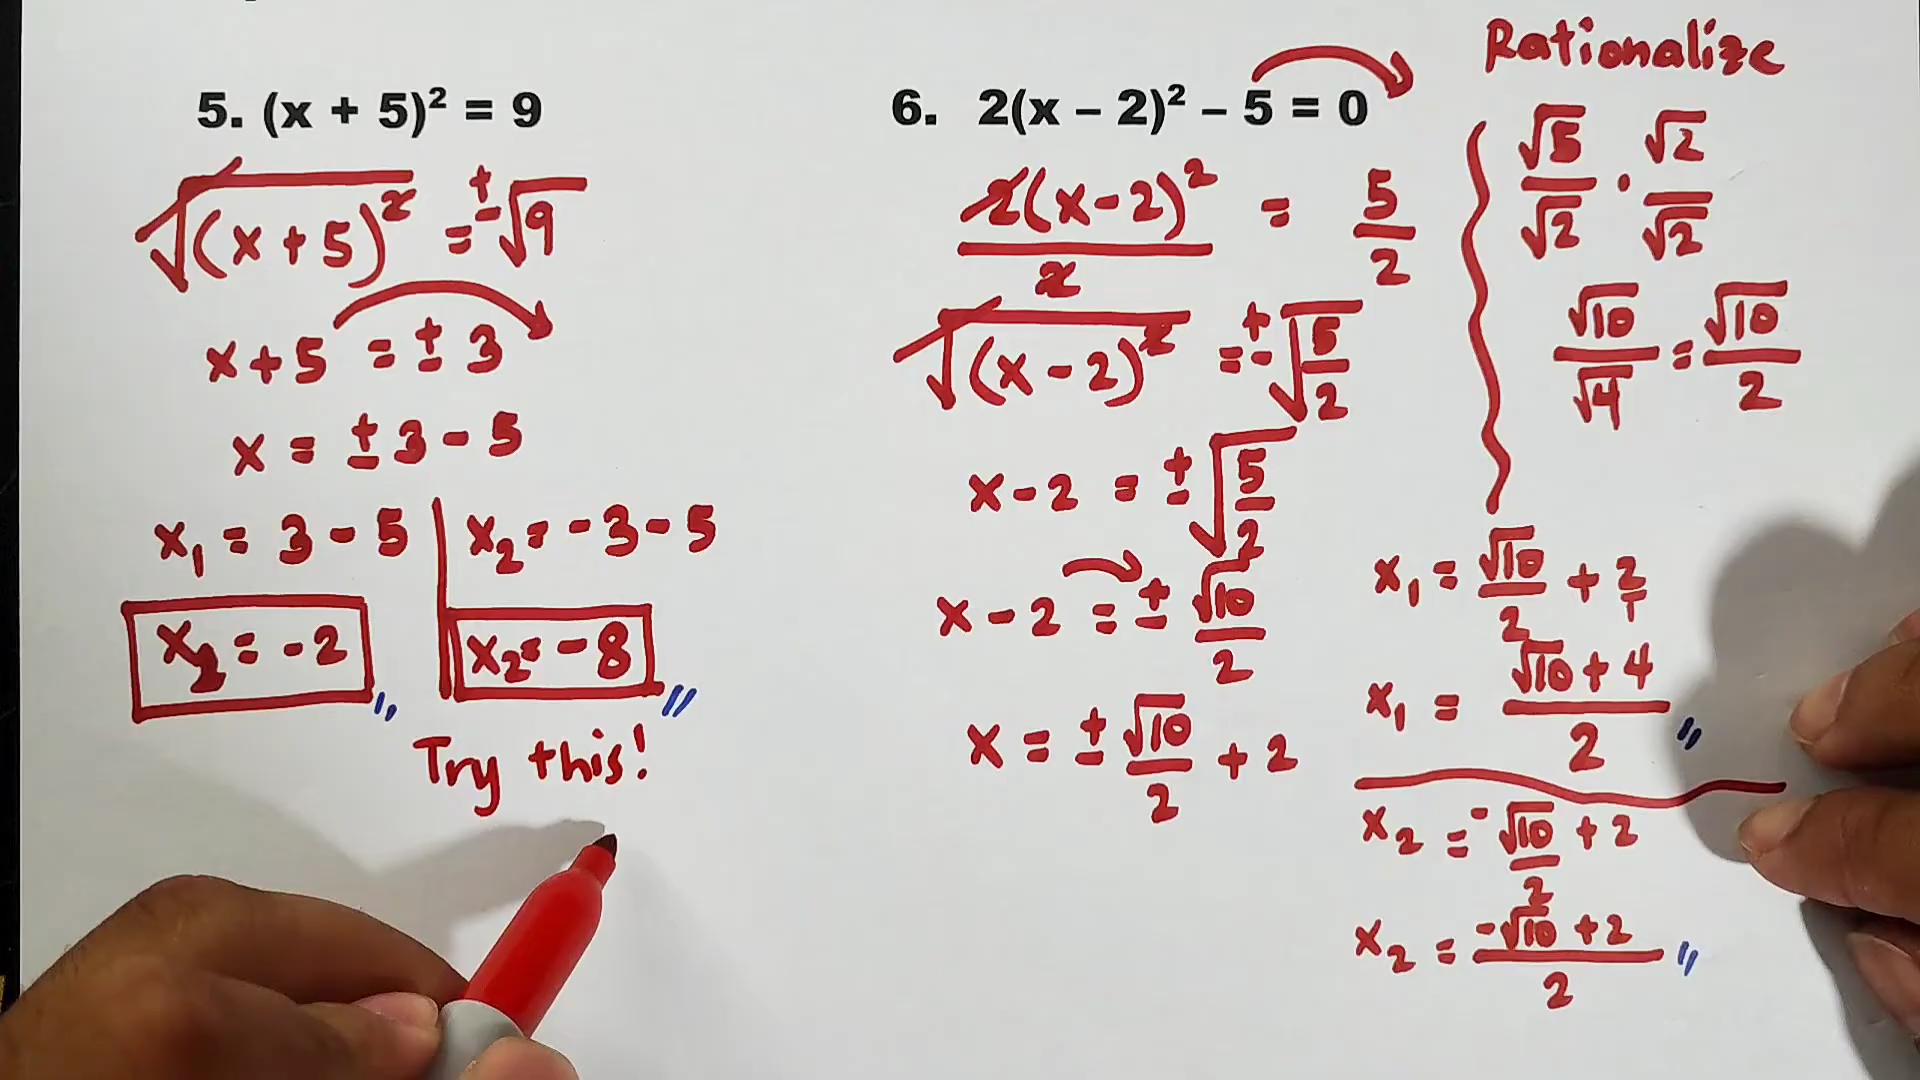 5. (x + 5)² = 9
√(x + 5)² = ±√9
x + 5 = ± 3
x = ± 3 - 5
x₁ = 3 - 5
x₂ = -3 - 5
x₂ = -2
x₂ = -8
Try this!
6. 2(x – 2)² – 5 = 0
2(x-2)²/2 = 5/2
√(x-2)² = ±√5/2
x - 2 = ±√5/2
x - 2 = ± √10/2
x = ± √10/2 + 2
Rationalize
√5/√2 · √2/√2
√10/√4 = √10/2
x₁ = √10/2 + 2/1
x₁ = √10 + 4/2
x₂ = -√10/2 + 2
x₂ = -√10 + 2/2